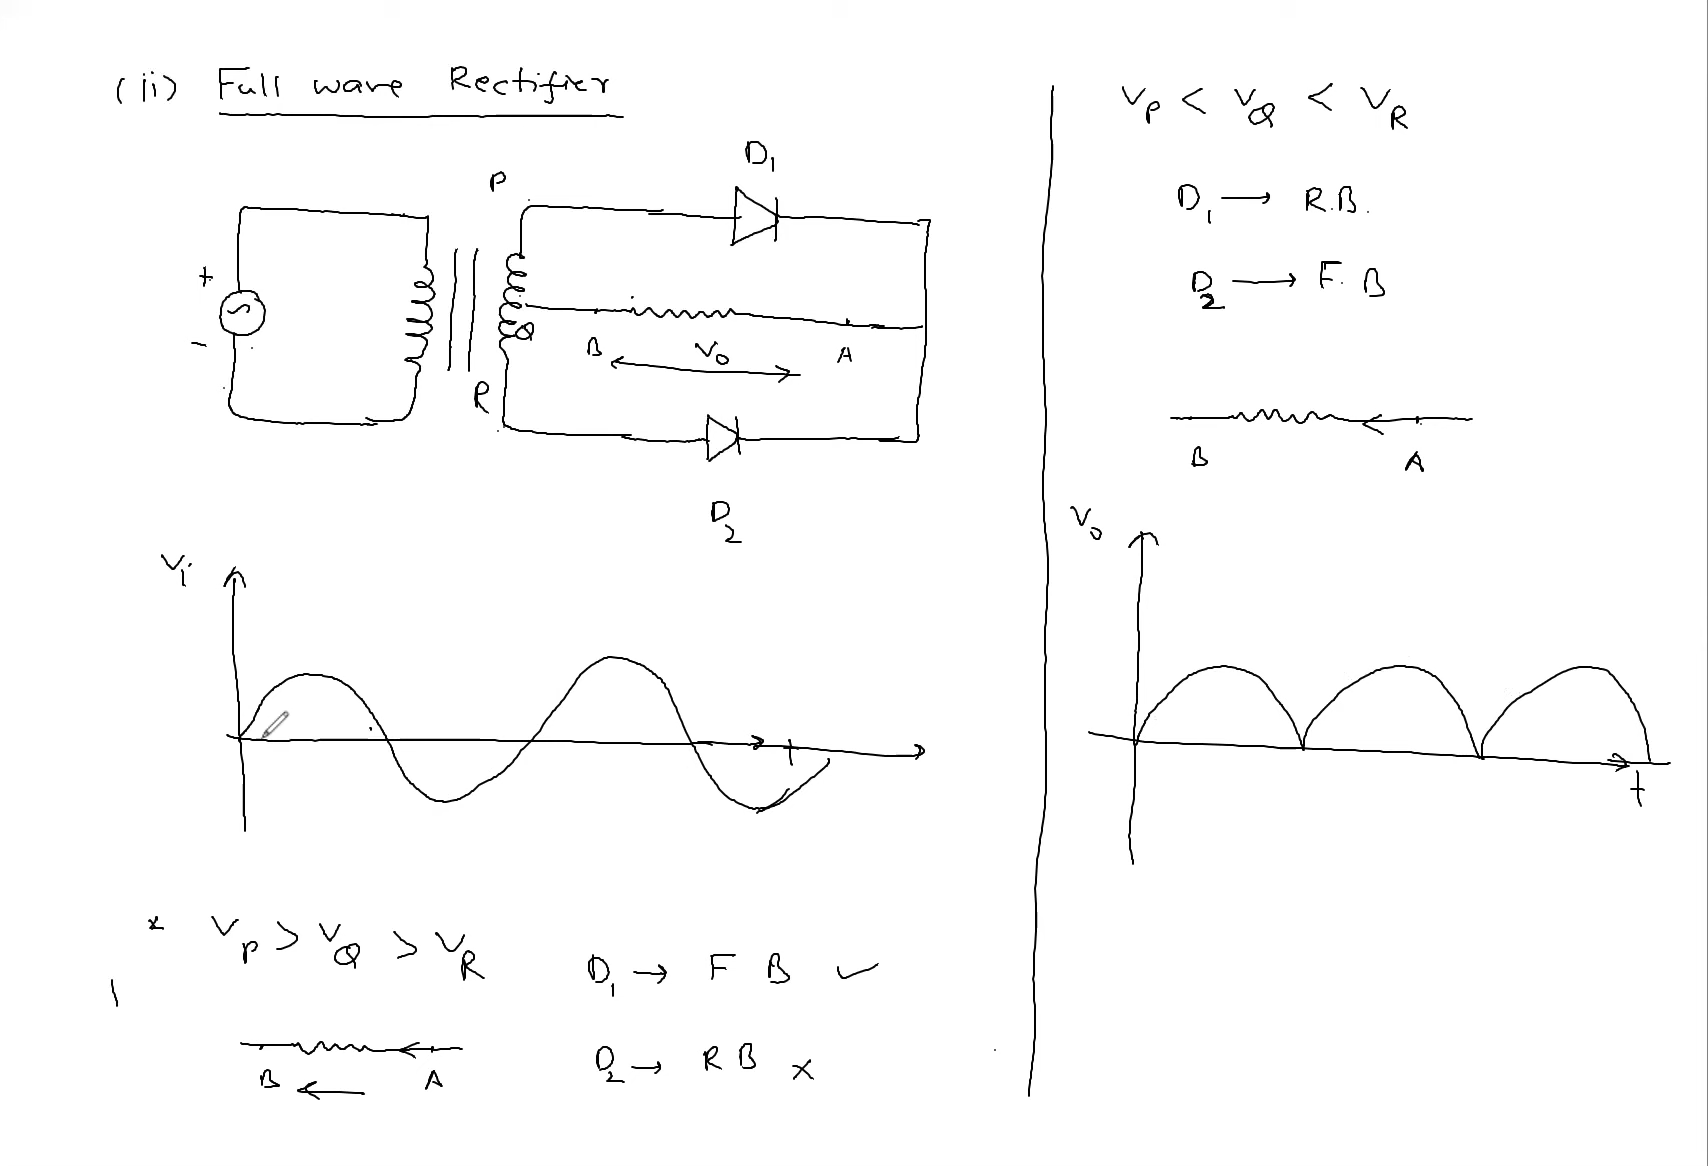 (ii) Full wave Rectifier
D1
P
+
-
Q
B V0 A
R
D2
Vi
t
* VP > VQ > VR
D1 → F B ✓
B ← A
D2 → R B ×
VP < VQ < VR
D1 → R.B.
D2 → F. B
B A
V0
t